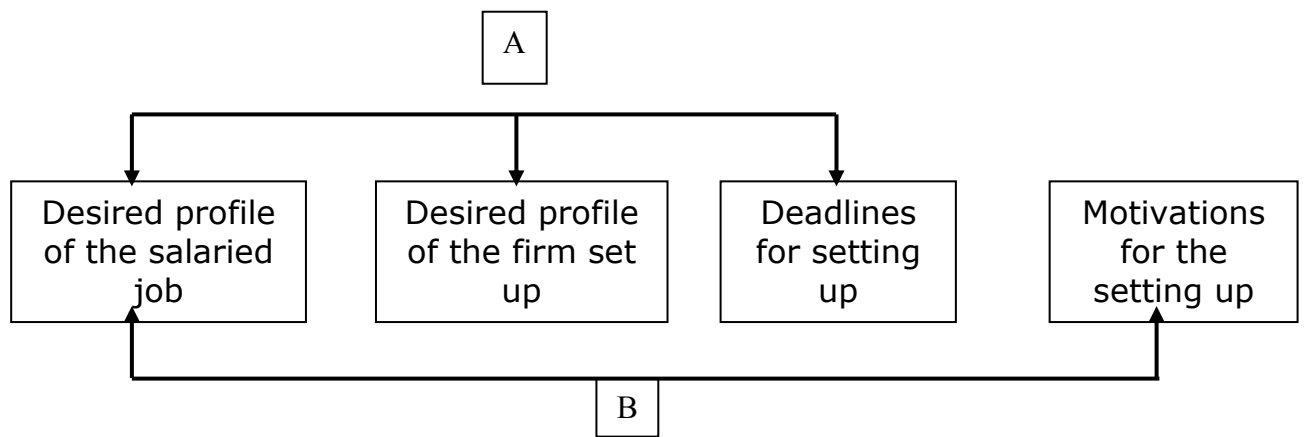 A
Desired profile
of the salaried
job
Desired profile
of the firm set
up
Deadlines
for setting
up
Motivations
for the
setting up
B